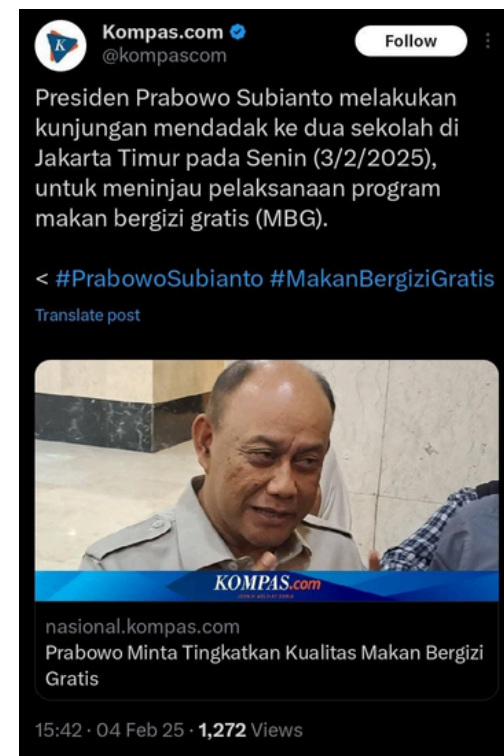 Kompas.com
@kompascom
Follow
Presiden Prabowo Subianto melakukan
kunjungan mendadak ke dua sekolah di
Jakarta Timur pada Senin (3/2/2025),
untuk meninjau pelaksanaan program
makan bergizi gratis (MBG).
< #PrabowoSubianto #MakanBergiziGratis
Translate post
KOMPAS.com
nasional.kompas.com
Prabowo Minta Tingkatkan Kualitas Makan Bergizi
Gratis
15:42 · 04 Feb 25 · 1,272 Views